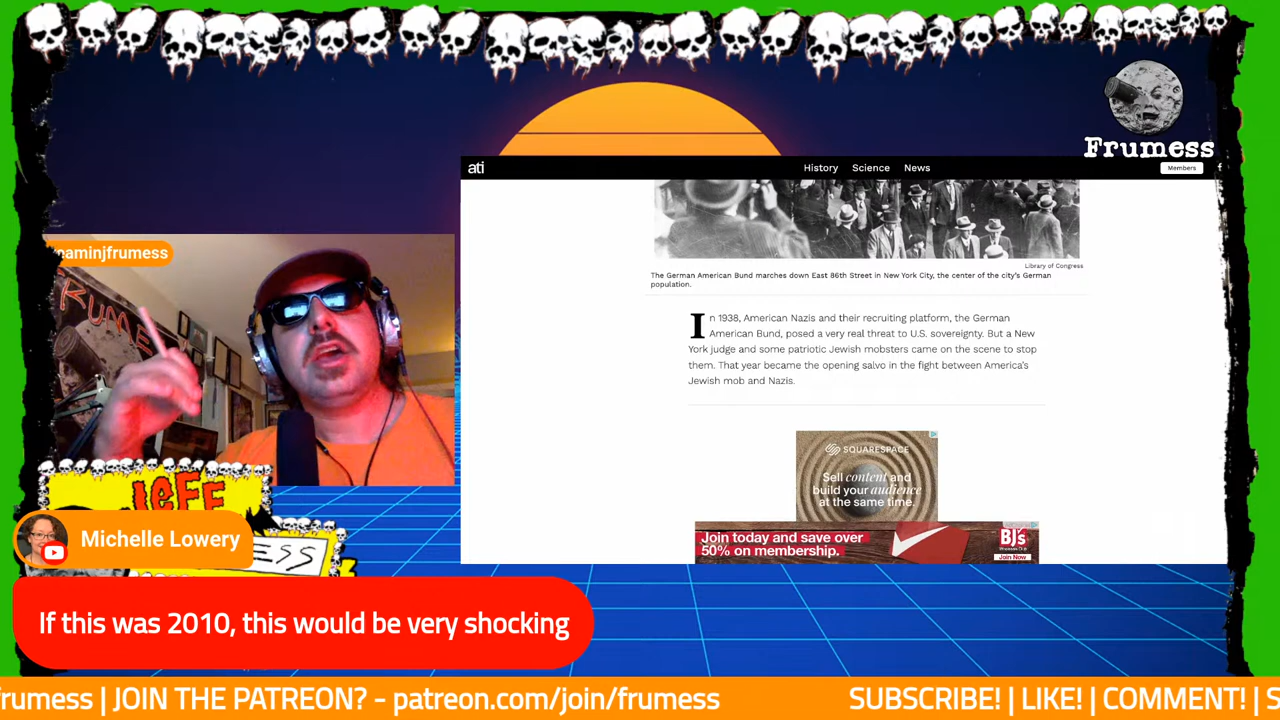 Frumess
ati
History Science News
Members
f
eaminjfrumess
Library of Congress
The German American Bund marches down East 86th Street in New York City, the center of the city's German
population.
In 1938, American Nazis and their recruiting platform, the German
American Bund, posed a very real threat to U.S. sovereignty. But a New
York judge and some patriotic Jewish mobsters came on the scene to stop
them. That year became the opening salvo in the fight between America's
Jewish mob and Nazis.
SQUARESPACE
Sell content and
build your audience
at the same time.
Join today and save over
50% on membership.
BJ's
Join Now
JeFF
ESS
Michelle Lowery
If this was 2010, this would be very shocking
frumess | JOIN THE PATREON? - patreon.com/join/frumess SUBSCRIBE! | LIKE! | COMMENT! | S